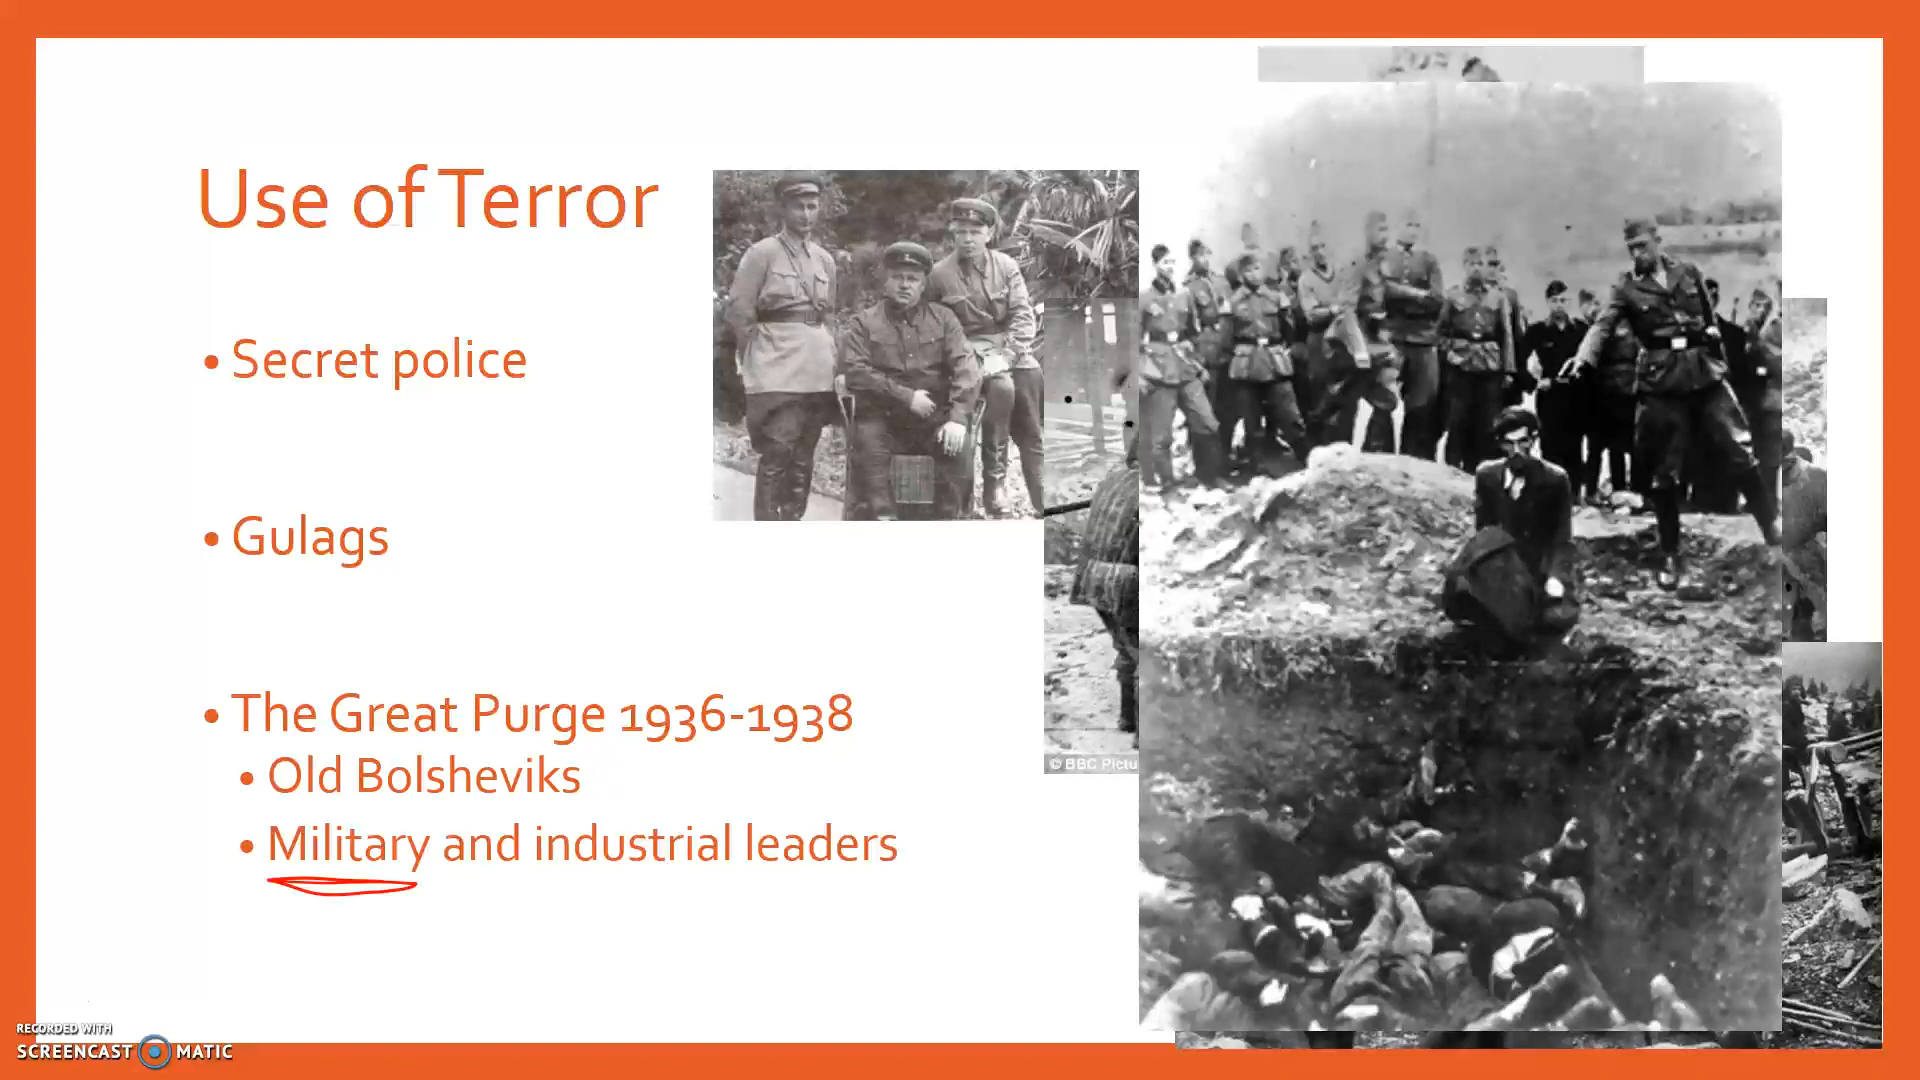 Use of Terror
• Secret police
• Gulags
• The Great Purge 1936-1938
• Old Bolsheviks
• Military and industrial leaders
© BBC Pictu
RECORDED WITH
SCREENCAST MATIC